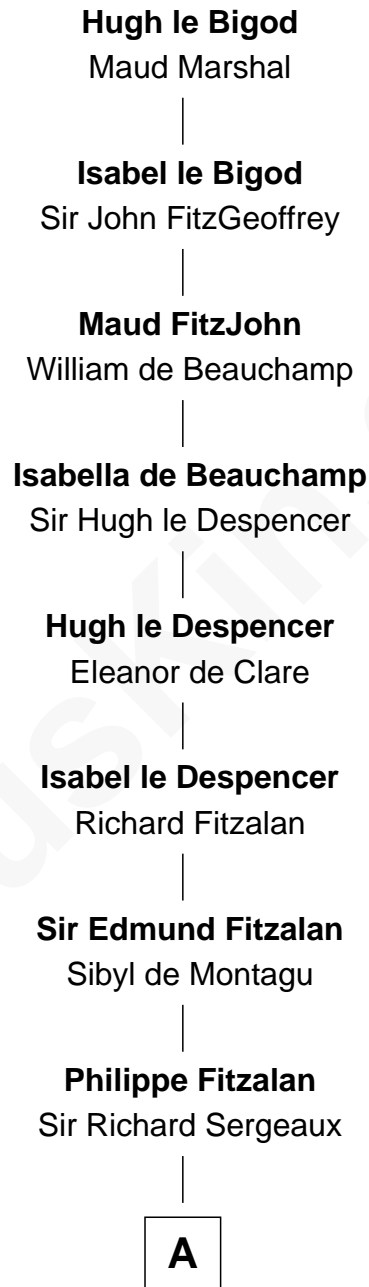 Hugh le Bigod
Maud Marshal
Isabel le Bigod
Sir John FitzGeoffrey
Maud FitzJohn
William de Beauchamp
Isabella de Beauchamp
Sir Hugh le Despencer
Hugh le Despencer
Eleanor de Clare
Isabel le Despencer
Richard Fitzalan
Sir Edmund Fitzalan
Sibyl de Montagu
Philippe Fitzalan
Sir Richard Sergeaux
A